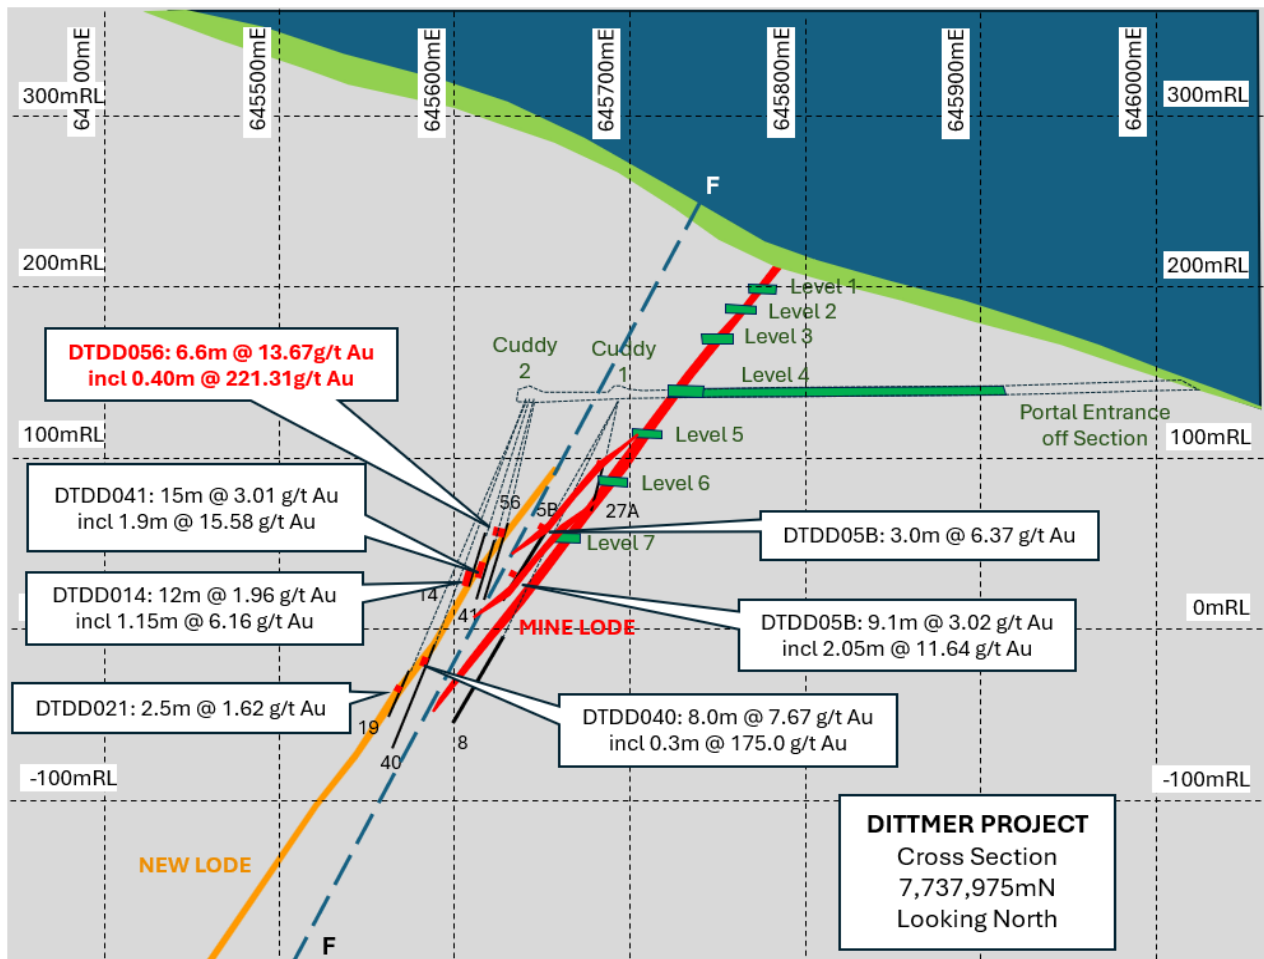 645500mE
645600mE
645700mE
645800mE
645900mE
646000mE
300mRL
300mRL
F
200mRL
200mRL
Level 1
Level 2
Level 3
DTDD056: 6.6m @ 13.67g/t Au
incl 0.40m @ 221.31g/t Au
Cuddy
2
Cuddy
1
Level 4
Portal Entrance
off Section
100mRL
100mRL
Level 5
Level 6
DTDD041: 15m @ 3.01 g/t Au
incl 1.9m @ 15.58 g/t Au
56
5B
27A
DTDD05B: 3.0m @ 6.37 g/t Au
Level 7
DTDD014: 12m @ 1.96 g/t Au
incl 1.15m @ 6.16 g/t Au
14
41
0mRL
MINE LODE
DTDD05B: 9.1m @ 3.02 g/t Au
incl 2.05m @ 11.64 g/t Au
DTDD021: 2.5m @ 1.62 g/t Au
19
40
8
DTDD040: 8.0m @ 7.67 g/t Au
incl 0.3m @ 175.0 g/t Au
-100mRL
-100mRL
NEW LODE
DITTMER PROJECT
Cross Section
7,737,975mN
Looking North
F